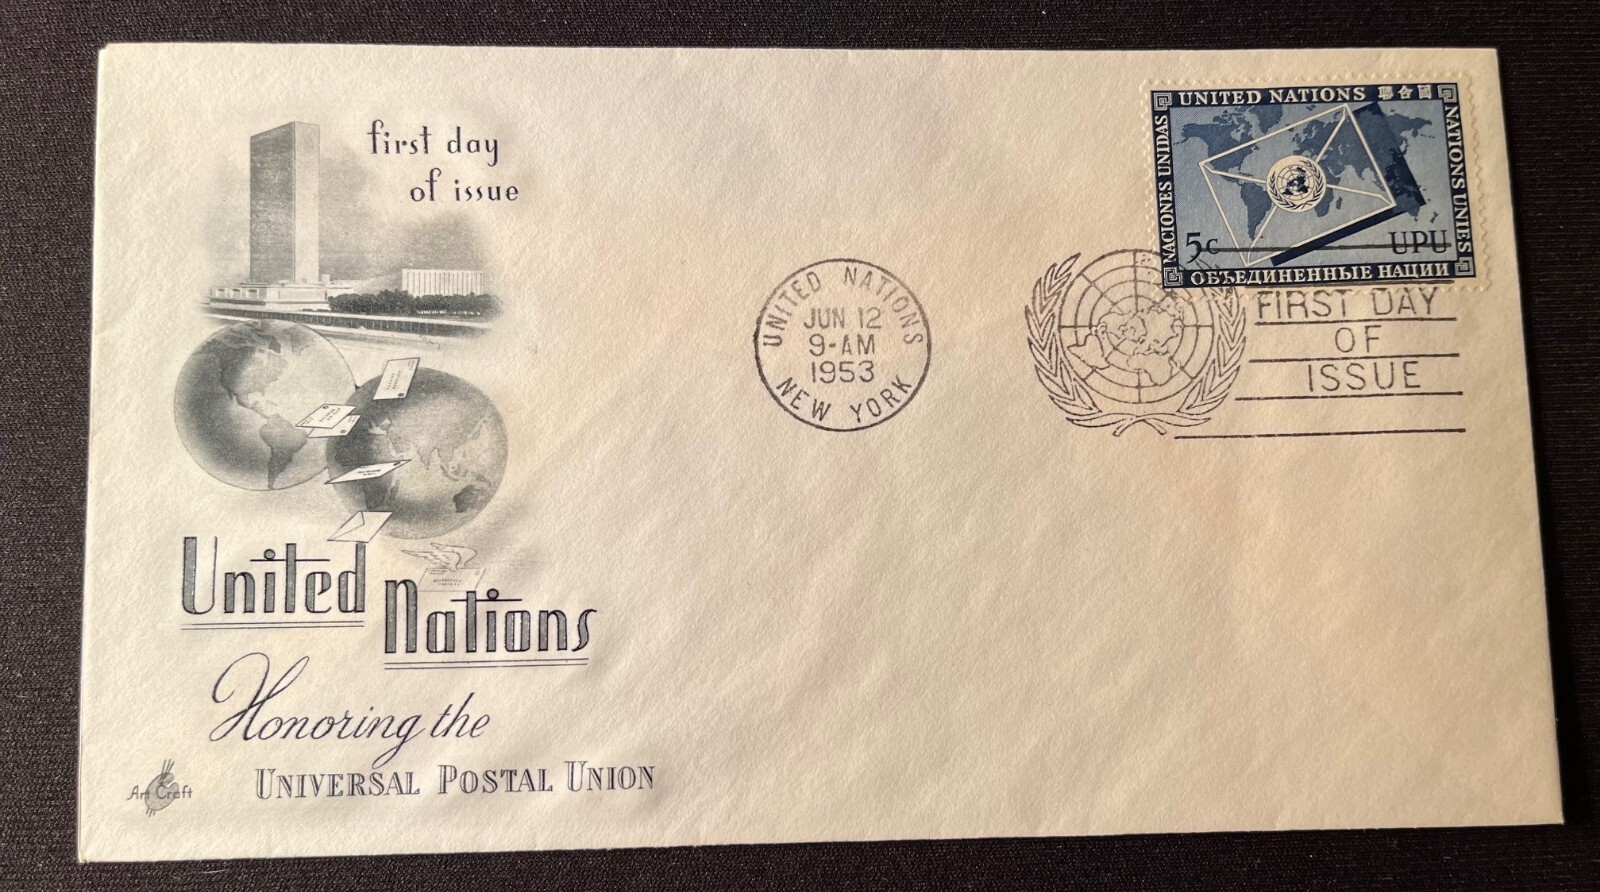 first day
of issue
United
Nations
Honoring the
UNIVERSAL POSTAL UNION
Art Craft
UNITED NATIONS
JUN 12
9-AM
1953
NEW YORK
UNITED NATIONS 聯合國
NACIONES UNIDAS
NATIONS UNIES
5c UPU
ОБЪЕДИНЕННЫЕ НАЦИИ
FIRST DAY
OF
ISSUE